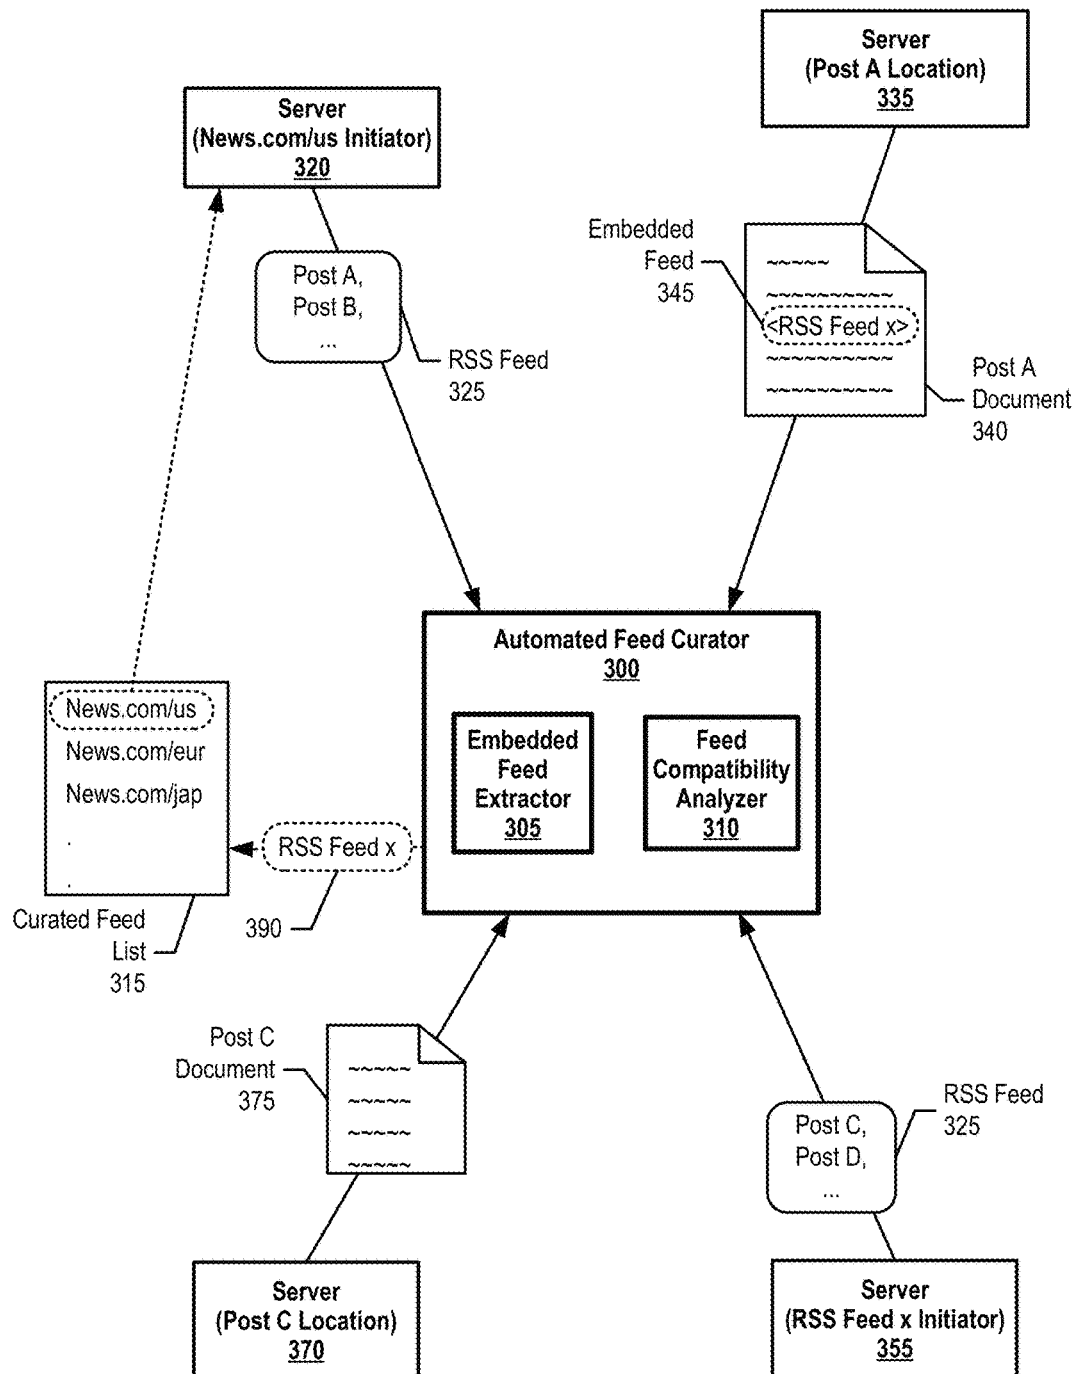 Server
(Post A Location)
335
Server
(News.com/us Initiator)
320
Post A,
Post B,
...
RSS Feed
325
Embedded
Feed
345
~~~~~
~~~~~~~~~~
<RSS Feed x>
~~~~~~~~~~
~~~~~~~~~~
Post A
Document
340
Automated Feed Curator
300
Embedded
Feed
Extractor
305
Feed
Compatibility
Analyzer
310
News.com/us
News.com/eur
News.com/jap
.
.
RSS Feed x
390
Curated Feed
List
315
Post C
Document
375
~~~~~
~~~~~
~~~~~
~~~~~
Post C,
Post D,
...
RSS Feed
325
Server
(Post C Location)
370
Server
(RSS Feed x Initiator)
355